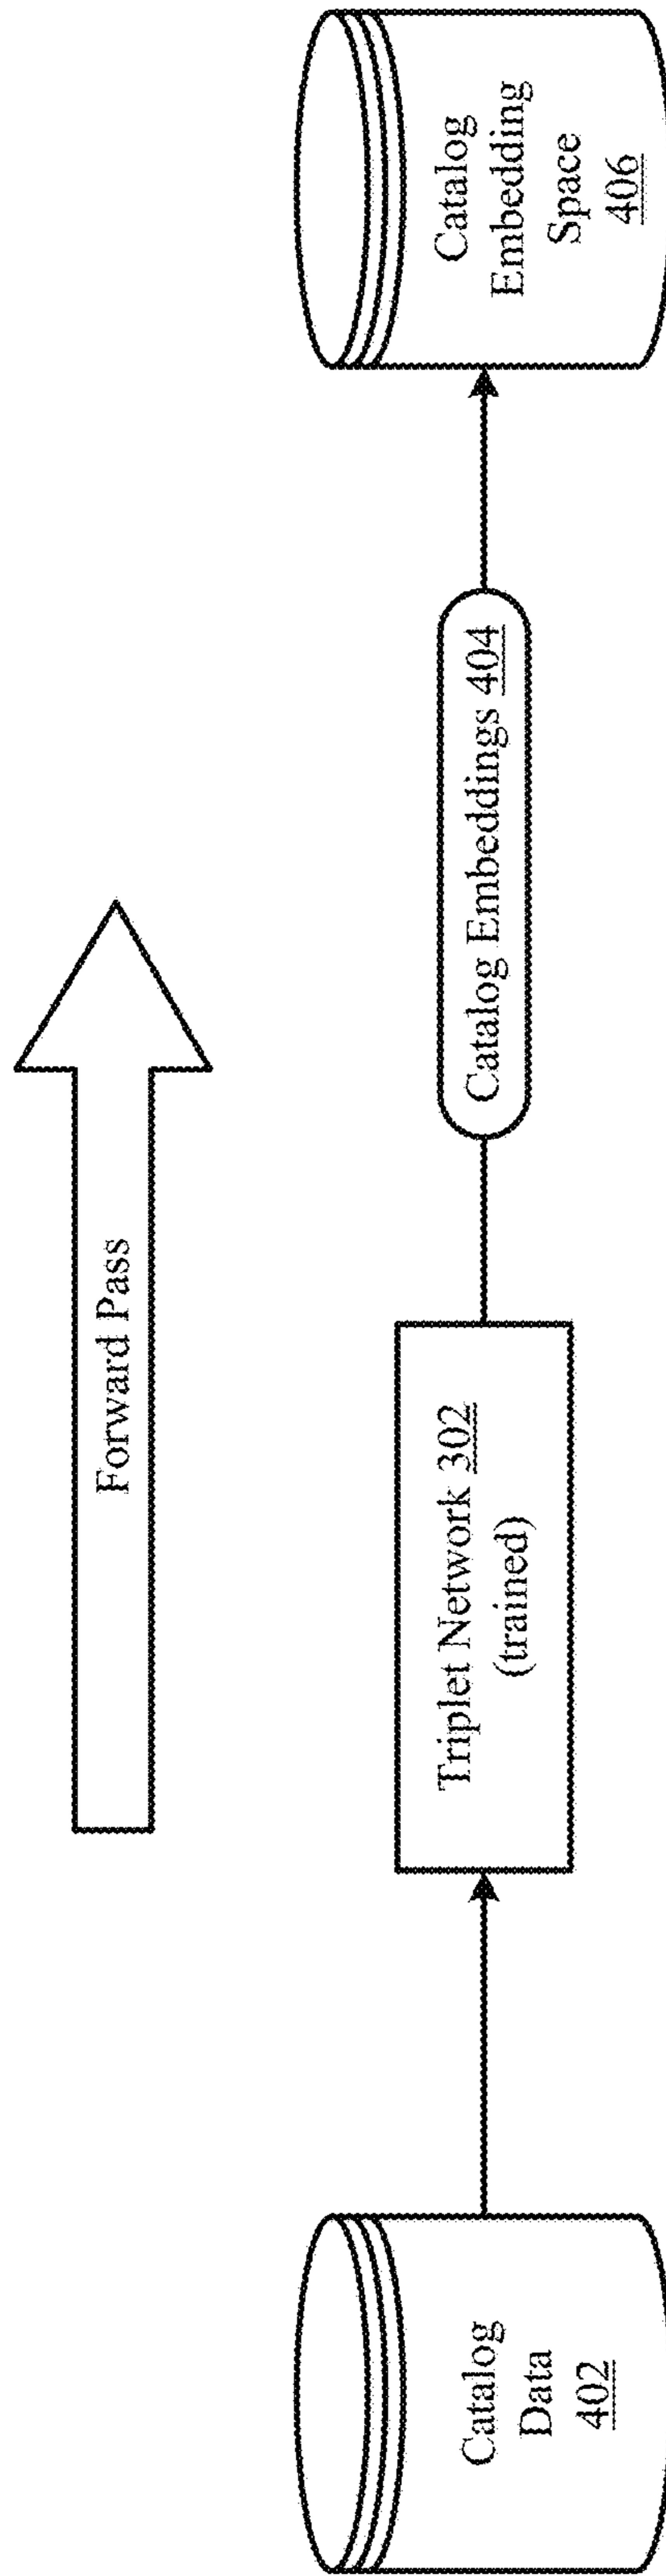 Forward Pass
Catalog
Data
402
Triplet Network 302
(trained)
Catalog Embeddings 404
Catalog
Embedding
Space
406